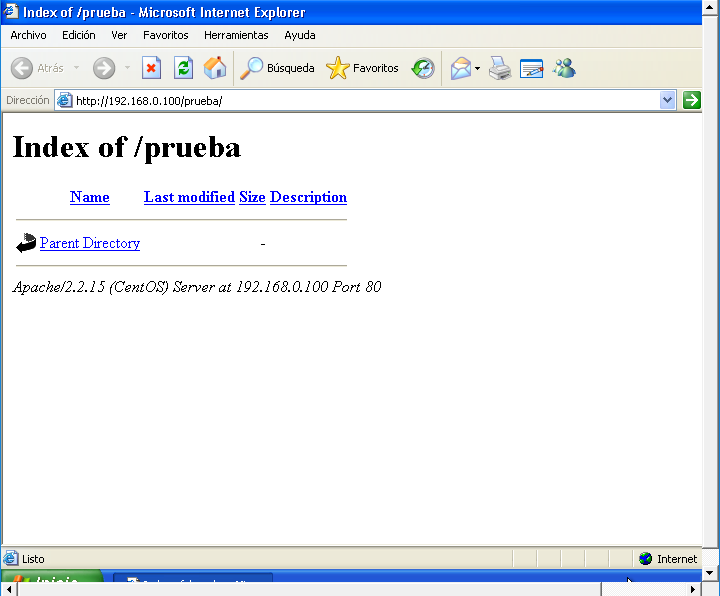 Index of /prueba - Microsoft Internet Explorer
Archivo Edición Ver Favoritos Herramientas Ayuda
Atrás Búsqueda Favoritos
Dirección http://192.168.0.100/prueba/
Index of /prueba
Name Last modified Size Description
Parent Directory -
Apache/2.2.15 (CentOS) Server at 192.168.0.100 Port 80
Listo Internet